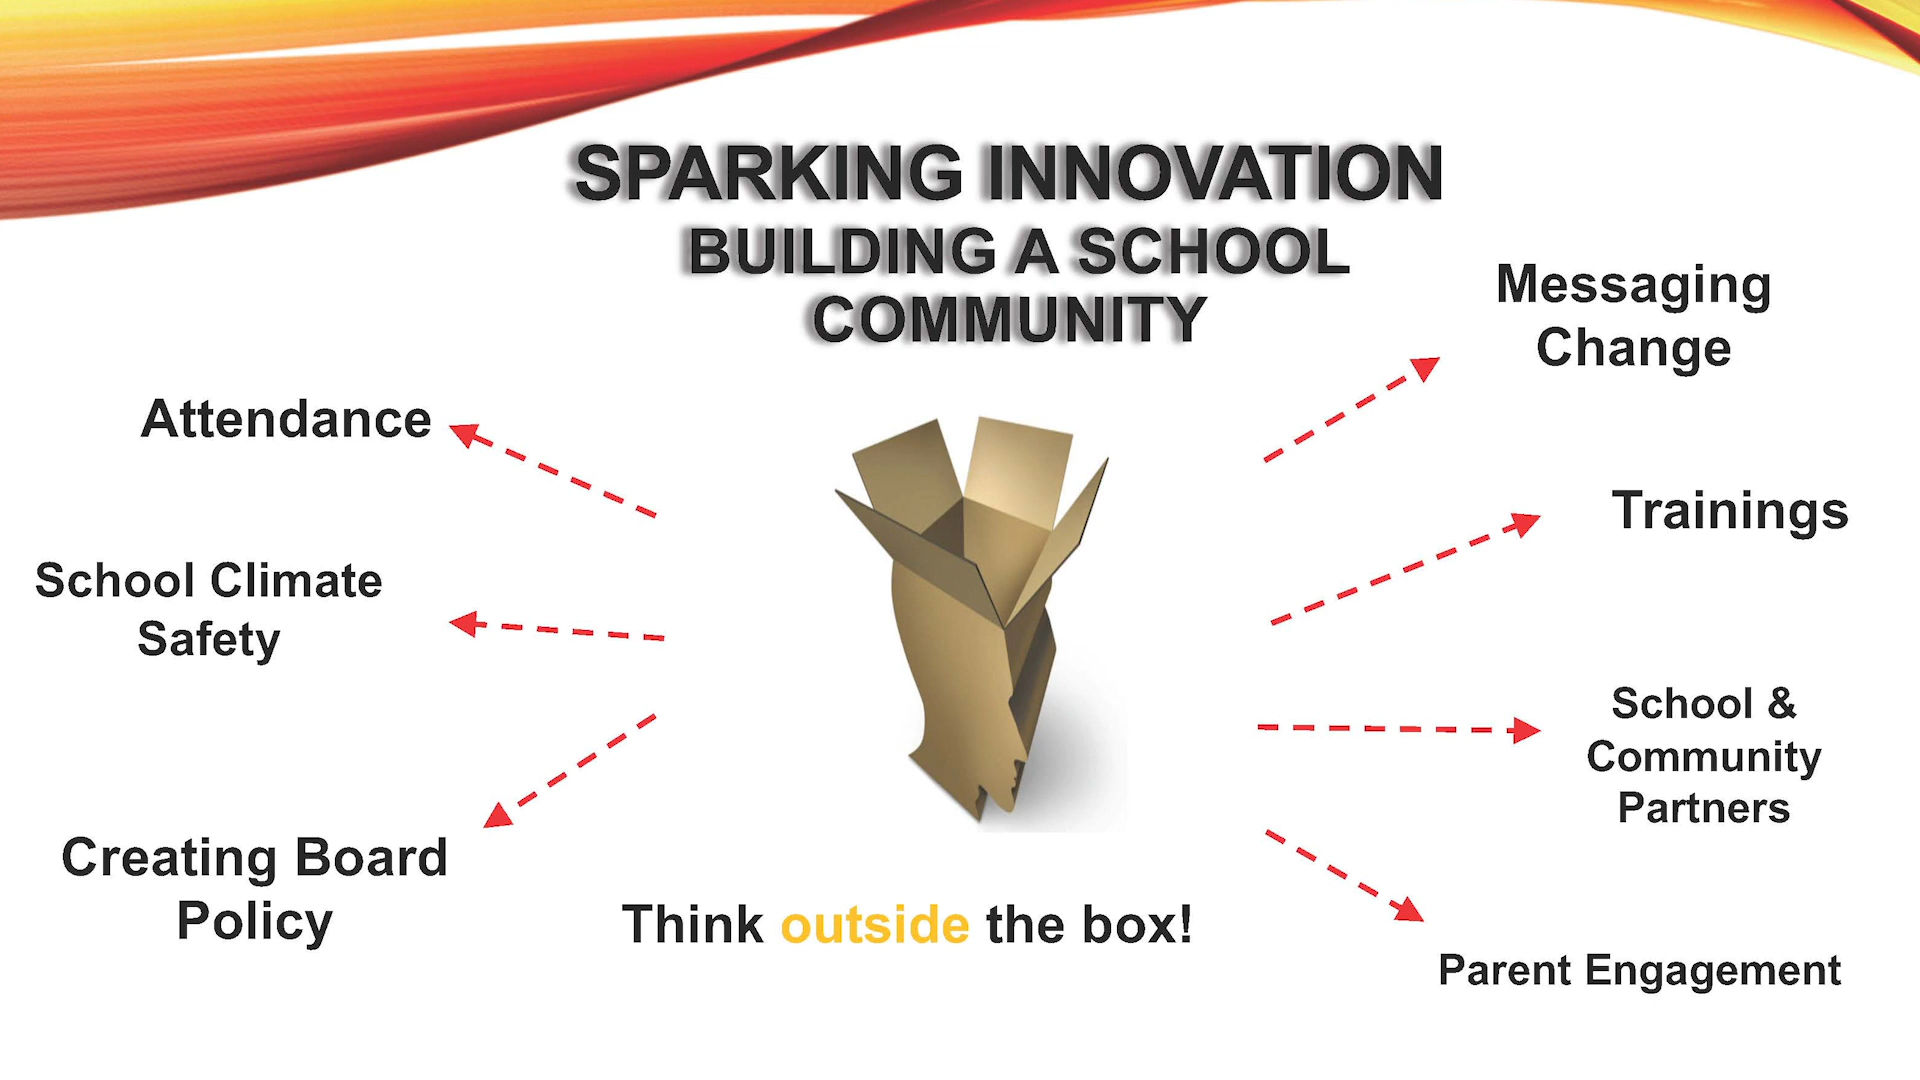 SPARKING INNOVATION
BUILDING A SCHOOL
COMMUNITY
Attendance
School Climate
Safety
Creating Board
Policy
Messaging
Change
Trainings
School &
Community
Partners
Parent Engagement
Think outside the box!